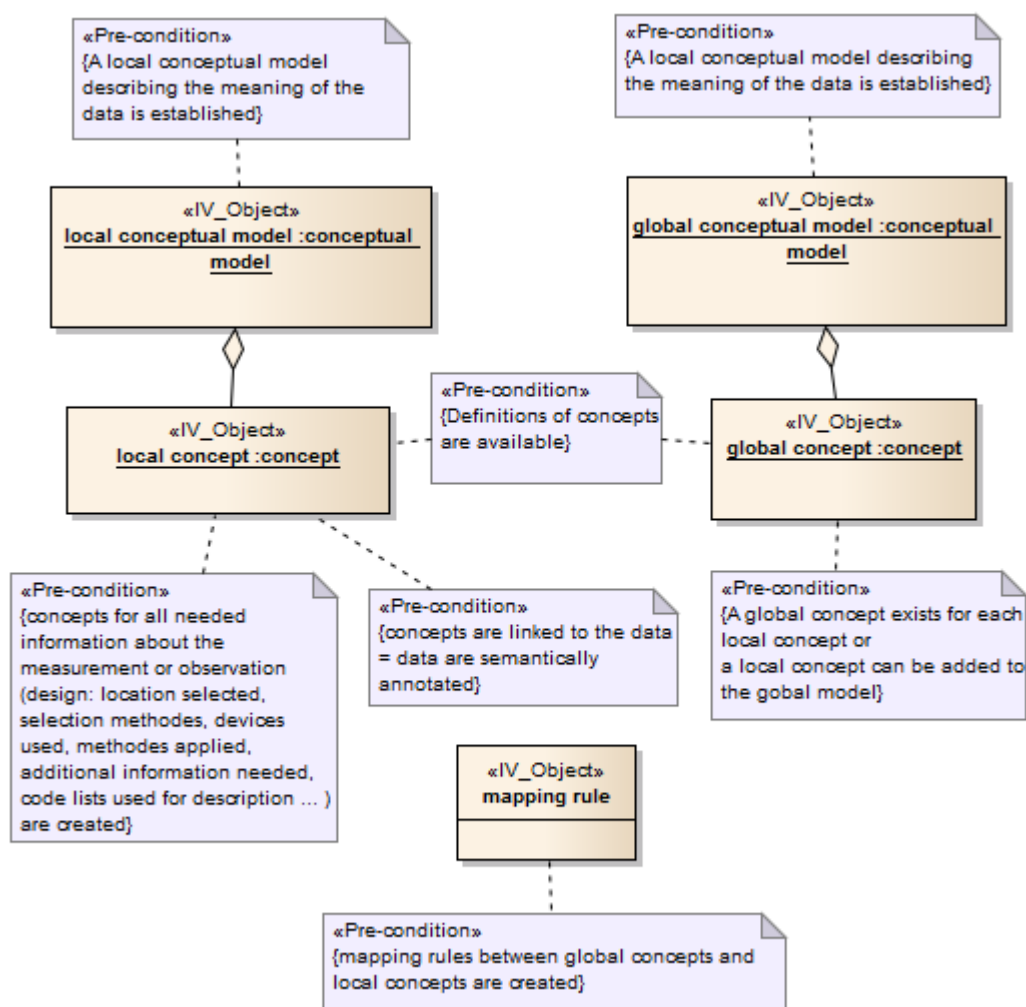 «Pre-condition»
{A local conceptual model
describing the meaning of the
data is established}
«Pre-condition»
{A local conceptual model describing
the meaning of the data is established}
«IV_Object»
local conceptual model :conceptual
model
«IV_Object»
global conceptual model :conceptual
model
«Pre-condition»
{Definitions of concepts
are available}
«IV_Object»
local concept :concept
«IV_Object»
global concept :concept
«Pre-condition»
{concepts for all needed
information about the
measurement or observation
(design: location selected,
selection methodes, devices
used, methodes applied,
additional information needed,
code lists used for description ... )
are created}
«Pre-condition»
{concepts are linked to the data
= data are semantically
annotated}
«Pre-condition»
{A global concept exists for each
local concept or
a local concept can be added to
the gobal model}
«IV_Object»
mapping rule
«Pre-condition»
{mapping rules between global concepts and
local concepts are created}